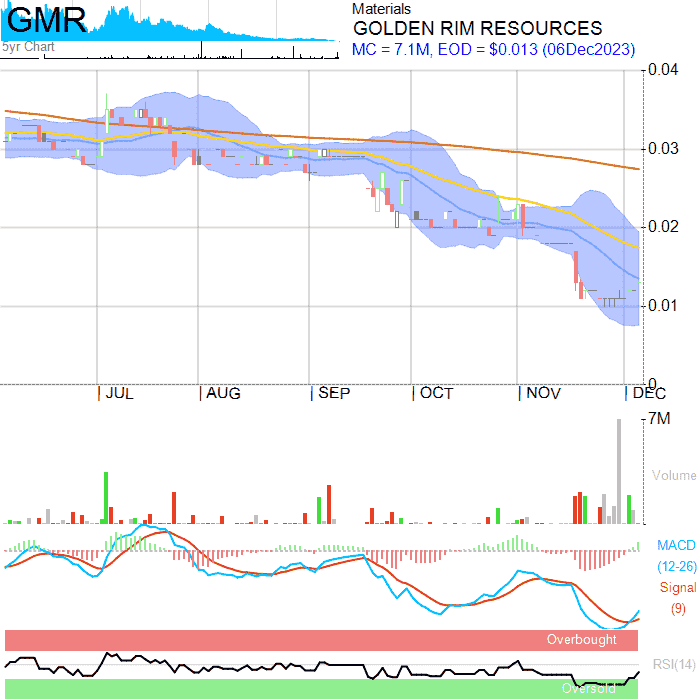 GMR
5yr Chart
Materials
GOLDEN RIM RESOURCES
MC = 7.1M, EOD = $0.013 (06Dec2023)
0.04
0.03
0.02
0.01
0
JUL AUG SEP OCT NOV DEC
7M
Volume
MACD
(12-26)
Signal
(9)
Overbought
RSI(14)
Oversold